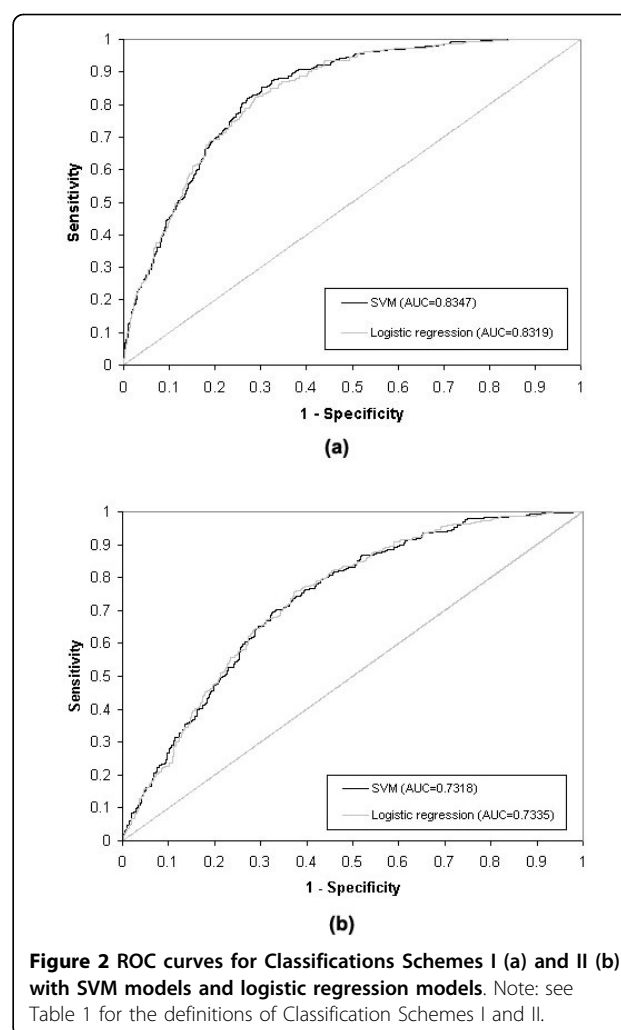 1
0.9
0.8
0.7
0.6
0.5
0.4
0.3
0.2
0.1
0
Sensitivity
SVM (AUC=0.8347)
Logistic regression (AUC=0.8319)
0 0.1 0.2 0.3 0.4 0.5 0.6 0.7 0.8 0.9 1
1 - Specificity
(a)
1
0.9
0.8
0.7
0.6
0.5
0.4
0.3
0.2
0.1
0
Sensitivity
SVM (AUC=0.7318)
Logistic regression (AUC=0.7335)
0 0.1 0.2 0.3 0.4 0.5 0.6 0.7 0.8 0.9 1
1 - Specificity
(b)
Figure 2 ROC curves for Classifications Schemes I (a) and II (b)
with SVM models and logistic regression models. Note: see
Table 1 for the definitions of Classification Schemes I and II.